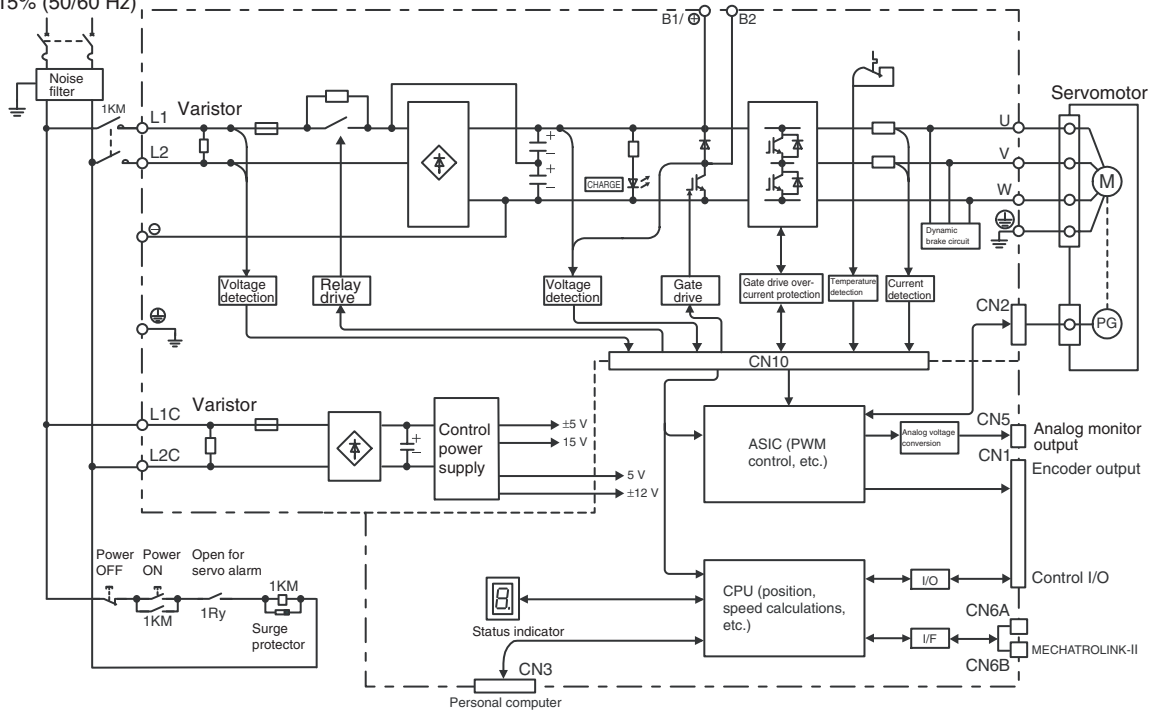 15% (50/60 Hz)
B1/ ⊕
B2
Noise
filter
1KM
L1
Varistor
L2
+
−
+
−
CHARGE
U
V
W
Servomotor
M
Dynamic
brake circuit
⊖
Voltage
detection
Relay
drive
Voltage
detection
Gate
drive
Gate drive over-
current protection
Temperature
detection
Current
detection
CN2
PG
CN10
L1C
Varistor
L2C
+
−
Control
power
supply
±5 V
15 V
5 V
±12 V
ASIC (PWM
control, etc.)
Analog voltage
conversion
CN5
Analog monitor
output
CN1
Encoder output
Power
OFF
Power
ON
Open for
servo alarm
1KM
1KM
1Ry
Surge
protector
8.
Status indicator
CPU (position,
speed calculations,
etc.)
I/O
Control I/O
I/F
CN6A
MECHATROLINK-II
CN6B
CN3
Personal computer